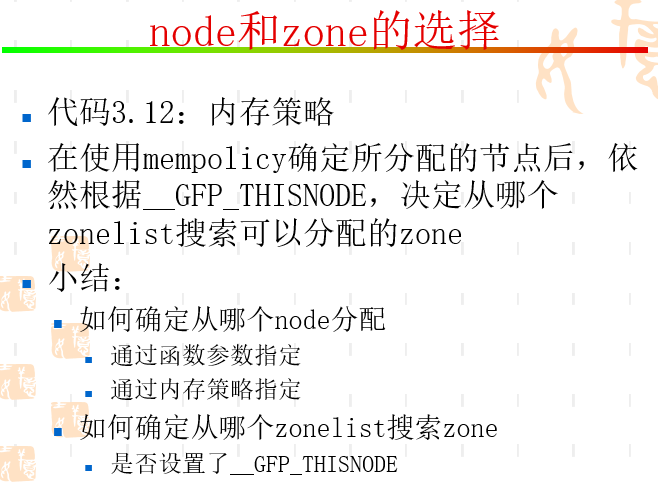 node和zone的选择
代码3.12：内存策略
在使用mempolicy确定所分配的节点后，依
然根据__GFP_THISNODE，决定从哪个
zonelist搜索可以分配的zone
小结：
如何确定从哪个node分配
通过函数参数指定
通过内存策略指定
如何确定从哪个zonelist搜索zone
是否设置了__GFP_THISNODE